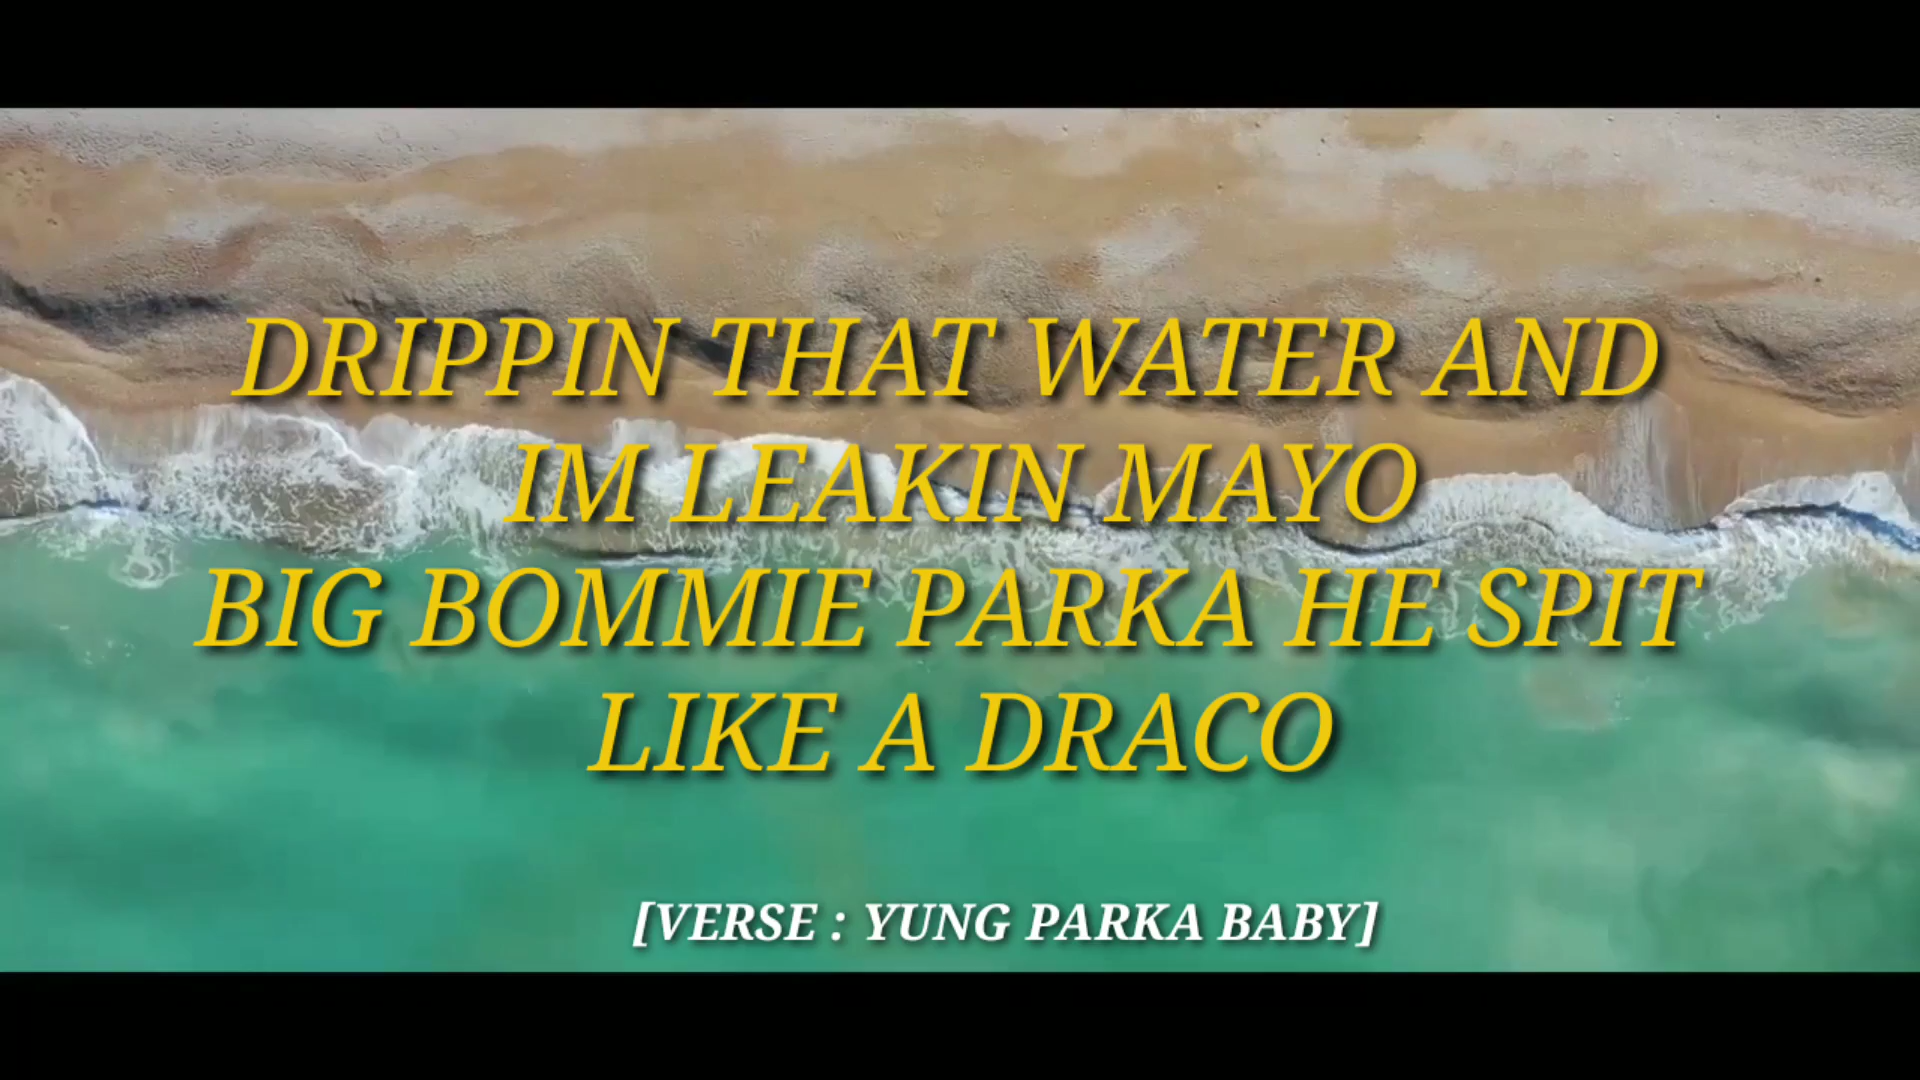 DRIPPIN THAT WATER AND
IM LEAKIN MAYO
BIG BOMMIE PARKA HE SPIT
LIKE A DRACO
[VERSE : YUNG PARKA BABY]